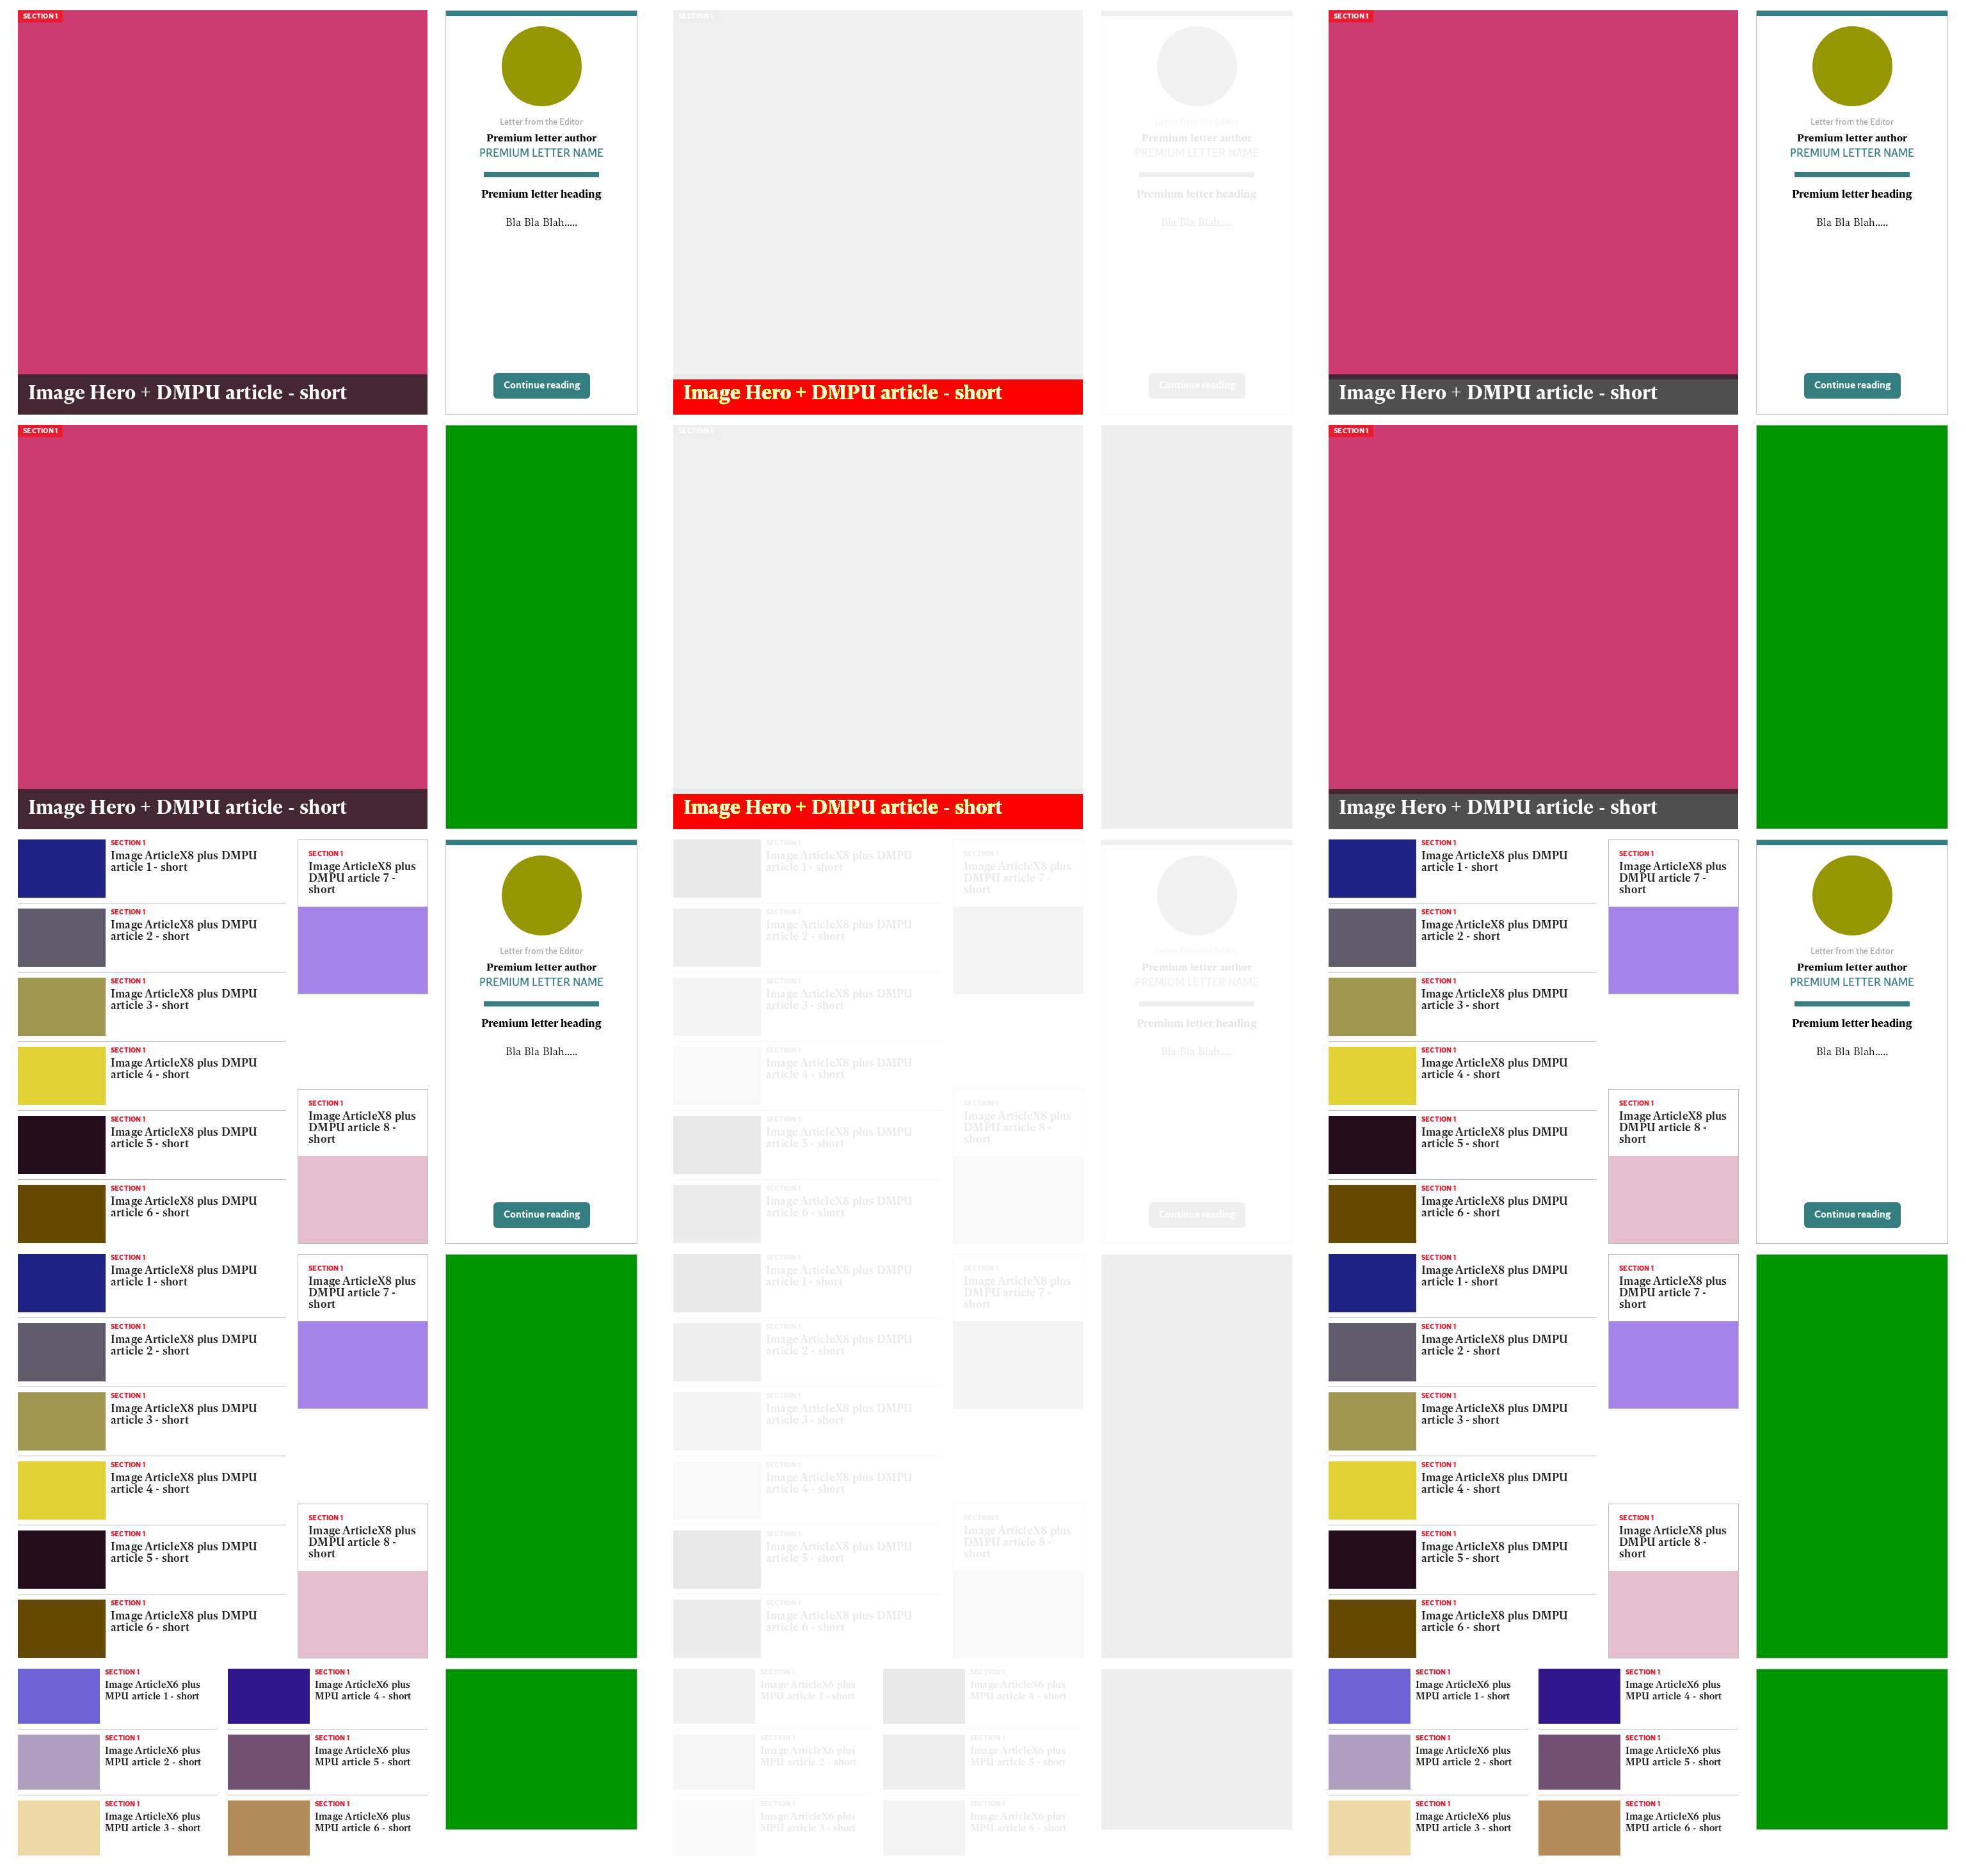 SECTION 1
Image Hero + DMPU article - short
Letter from the Editor
Premium letter author
PREMIUM LETTER NAME
Premium letter heading
Bla Bla Blah.....
Continue reading
SECTION 1
Image Hero + DMPU article - short
SECTION 1
Image ArticleX8 plus DMPU
article 1 - short
SECTION 1
Image ArticleX8 plus DMPU
article 2 - short
SECTION 1
Image ArticleX8 plus DMPU
article 3 - short
SECTION 1
Image ArticleX8 plus DMPU
article 4 - short
SECTION 1
Image ArticleX8 plus DMPU
article 5 - short
SECTION 1
Image ArticleX8 plus DMPU
article 6 - short
SECTION 1
Image ArticleX8 plus
DMPU article 7 -
short
SECTION 1
Image ArticleX8 plus
DMPU article 8 -
short
Letter from the Editor
Premium letter author
PREMIUM LETTER NAME
Premium letter heading
Bla Bla Blah.....
Continue reading
SECTION 1
Image ArticleX8 plus DMPU
article 1 - short
SECTION 1
Image ArticleX8 plus DMPU
article 2 - short
SECTION 1
Image ArticleX8 plus DMPU
article 3 - short
SECTION 1
Image ArticleX8 plus DMPU
article 4 - short
SECTION 1
Image ArticleX8 plus DMPU
article 5 - short
SECTION 1
Image ArticleX8 plus DMPU
article 6 - short
SECTION 1
Image ArticleX8 plus
DMPU article 7 -
short
SECTION 1
Image ArticleX8 plus
DMPU article 8 -
short
SECTION 1
Image ArticleX6 plus
MPU article 1 - short
SECTION 1
Image ArticleX6 plus
MPU article 2 - short
SECTION 1
Image ArticleX6 plus
MPU article 3 - short
SECTION 1
Image ArticleX6 plus
MPU article 4 - short
SECTION 1
Image ArticleX6 plus
MPU article 5 - short
SECTION 1
Image ArticleX6 plus
MPU article 6 - short
SECTION 1
Image Hero + DMPU article - short
Letter from the Editor
Premium letter author
PREMIUM LETTER NAME
Premium letter heading
Bla Bla Blah.....
Continue reading
SECTION 1
Image Hero + DMPU article - short
SECTION 1
Image ArticleX8 plus DMPU
article 1 - short
SECTION 1
Image ArticleX8 plus DMPU
article 2 - short
SECTION 1
Image ArticleX8 plus DMPU
article 3 - short
SECTION 1
Image ArticleX8 plus DMPU
article 4 - short
SECTION 1
Image ArticleX8 plus DMPU
article 5 - short
SECTION 1
Image ArticleX8 plus DMPU
article 6 - short
SECTION 1
Image ArticleX8 plus
DMPU article 7 -
short
SECTION 1
Image ArticleX8 plus
DMPU article 8 -
short
Letter from the Editor
Premium letter author
PREMIUM LETTER NAME
Premium letter heading
Bla Bla Blah.....
Continue reading
SECTION 1
Image ArticleX8 plus DMPU
article 1 - short
SECTION 1
Image ArticleX8 plus DMPU
article 2 - short
SECTION 1
Image ArticleX8 plus DMPU
article 3 - short
SECTION 1
Image ArticleX8 plus DMPU
article 4 - short
SECTION 1
Image ArticleX8 plus DMPU
article 5 - short
SECTION 1
Image ArticleX8 plus DMPU
article 6 - short
SECTION 1
Image ArticleX8 plus
DMPU article 7 -
short
SECTION 1
Image ArticleX8 plus
DMPU article 8 -
short
SECTION 1
Image ArticleX6 plus
MPU article 1 - short
SECTION 1
Image ArticleX6 plus
MPU article 2 - short
SECTION 1
Image ArticleX6 plus
MPU article 3 - short
SECTION 1
Image ArticleX6 plus
MPU article 4 - short
SECTION 1
Image ArticleX6 plus
MPU article 5 - short
SECTION 1
Image ArticleX6 plus
MPU article 6 - short
SECTION 1
Image Hero + DMPU article - short
Letter from the Editor
Premium letter author
PREMIUM LETTER NAME
Premium letter heading
Bla Bla Blah.....
Continue reading
SECTION 1
Image Hero + DMPU article - short
SECTION 1
Image ArticleX8 plus DMPU
article 1 - short
SECTION 1
Image ArticleX8 plus DMPU
article 2 - short
SECTION 1
Image ArticleX8 plus DMPU
article 3 - short
SECTION 1
Image ArticleX8 plus DMPU
article 4 - short
SECTION 1
Image ArticleX8 plus DMPU
article 5 - short
SECTION 1
Image ArticleX8 plus DMPU
article 6 - short
SECTION 1
Image ArticleX8 plus
DMPU article 7 -
short
SECTION 1
Image ArticleX8 plus
DMPU article 8 -
short
Letter from the Editor
Premium letter author
PREMIUM LETTER NAME
Premium letter heading
Bla Bla Blah.....
Continue reading
SECTION 1
Image ArticleX8 plus DMPU
article 1 - short
SECTION 1
Image ArticleX8 plus DMPU
article 2 - short
SECTION 1
Image ArticleX8 plus DMPU
article 3 - short
SECTION 1
Image ArticleX8 plus DMPU
article 4 - short
SECTION 1
Image ArticleX8 plus DMPU
article 5 - short
SECTION 1
Image ArticleX8 plus DMPU
article 6 - short
SECTION 1
Image ArticleX8 plus
DMPU article 7 -
short
SECTION 1
Image ArticleX8 plus
DMPU article 8 -
short
SECTION 1
Image ArticleX6 plus
MPU article 1 - short
SECTION 1
Image ArticleX6 plus
MPU article 2 - short
SECTION 1
Image ArticleX6 plus
MPU article 3 - short
SECTION 1
Image ArticleX6 plus
MPU article 4 - short
SECTION 1
Image ArticleX6 plus
MPU article 5 - short
SECTION 1
Image ArticleX6 plus
MPU article 6 - short